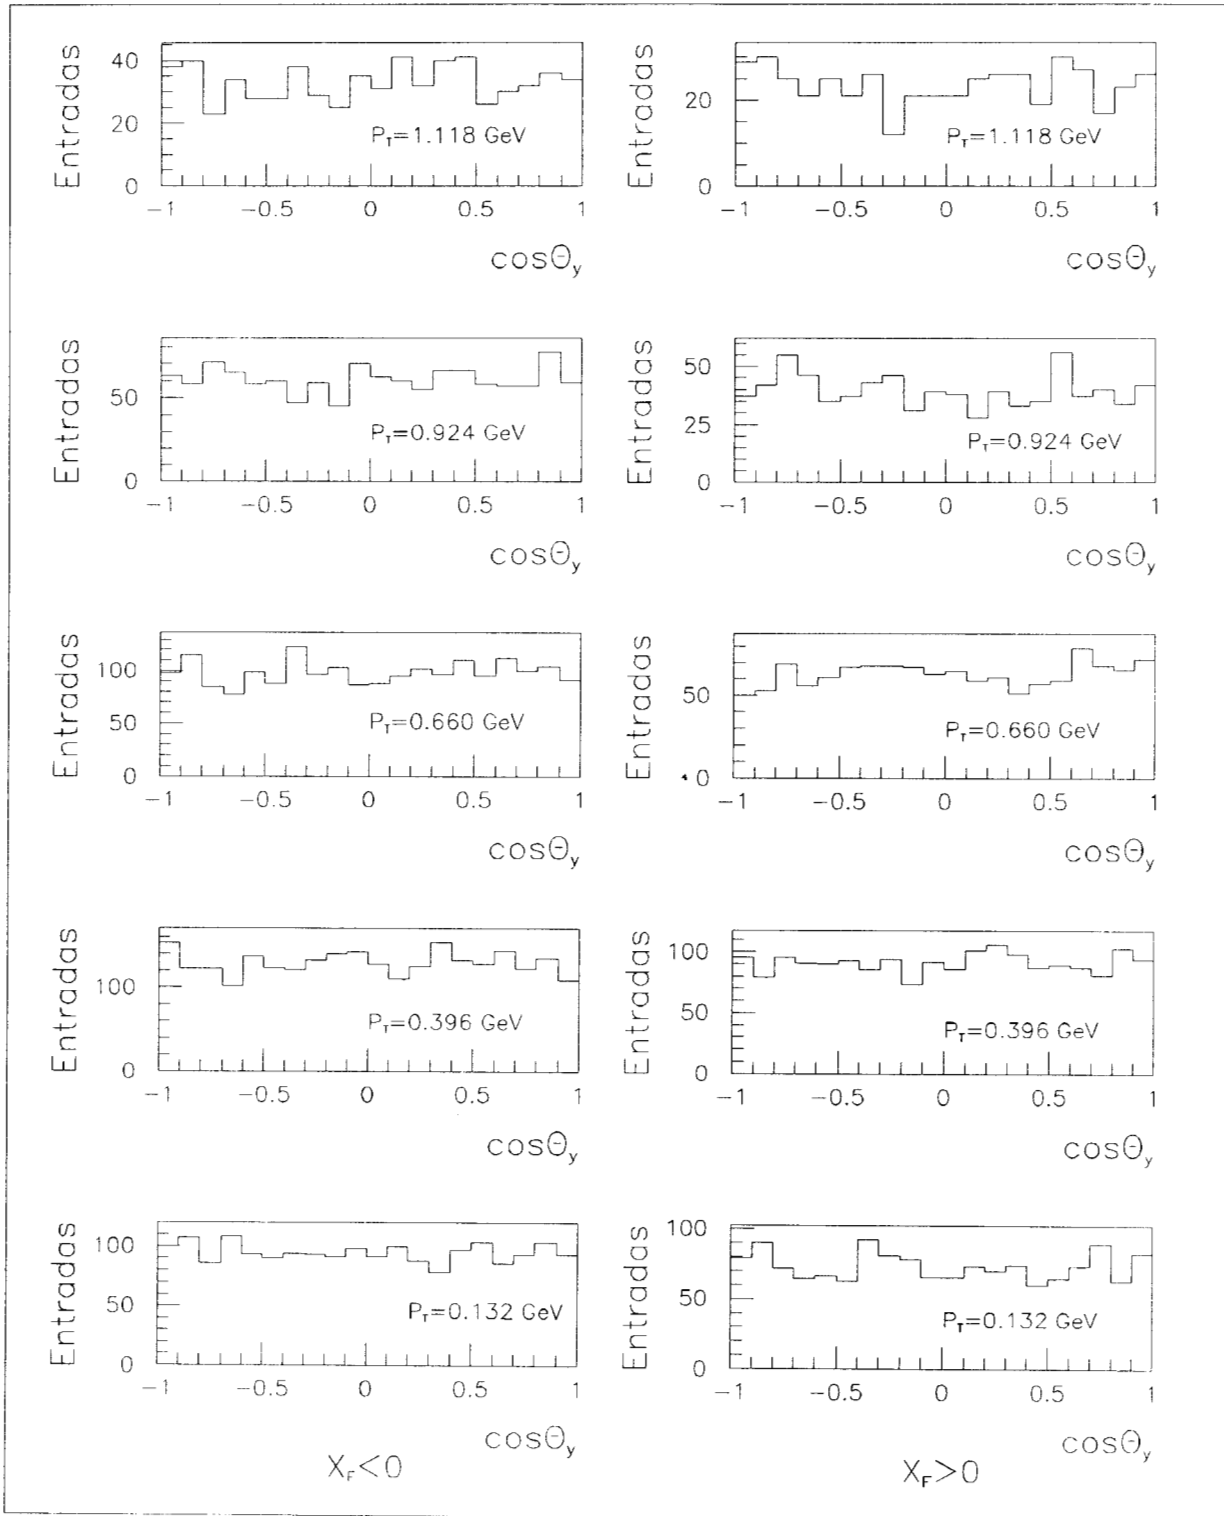 Entradas
40
20
0
P_T=1.118 GeV
−1 −0.5 0 0.5 1
cosΘ_y
Entradas
20
0
P_T=1.118 GeV
−1 −0.5 0 0.5 1
cosΘ_y
Entradas
50
0
P_T=0.924 GeV
−1 −0.5 0 0.5 1
cosΘ_y
Entradas
50
25
0
P_T=0.924 GeV
−1 −0.5 0 0.5 1
cosΘ_y
Entradas
100
50
0
P_T=0.660 GeV
−1 −0.5 0 0.5 1
cosΘ_y
Entradas
50
0
P_T=0.660 GeV
−1 −0.5 0 0.5 1
cosΘ_y
Entradas
100
0
P_T=0.396 GeV
−1 −0.5 0 0.5 1
cosΘ_y
Entradas
100
50
0
P_T=0.396 GeV
−1 −0.5 0 0.5 1
cosΘ_y
Entradas
100
50
0
P_T=0.132 GeV
−1 −0.5 0 0.5 1
cosΘ_y
X_F<0
Entradas
100
50
0
P_T=0.132 GeV
−1 −0.5 0 0.5 1
cosΘ_y
X_F>0